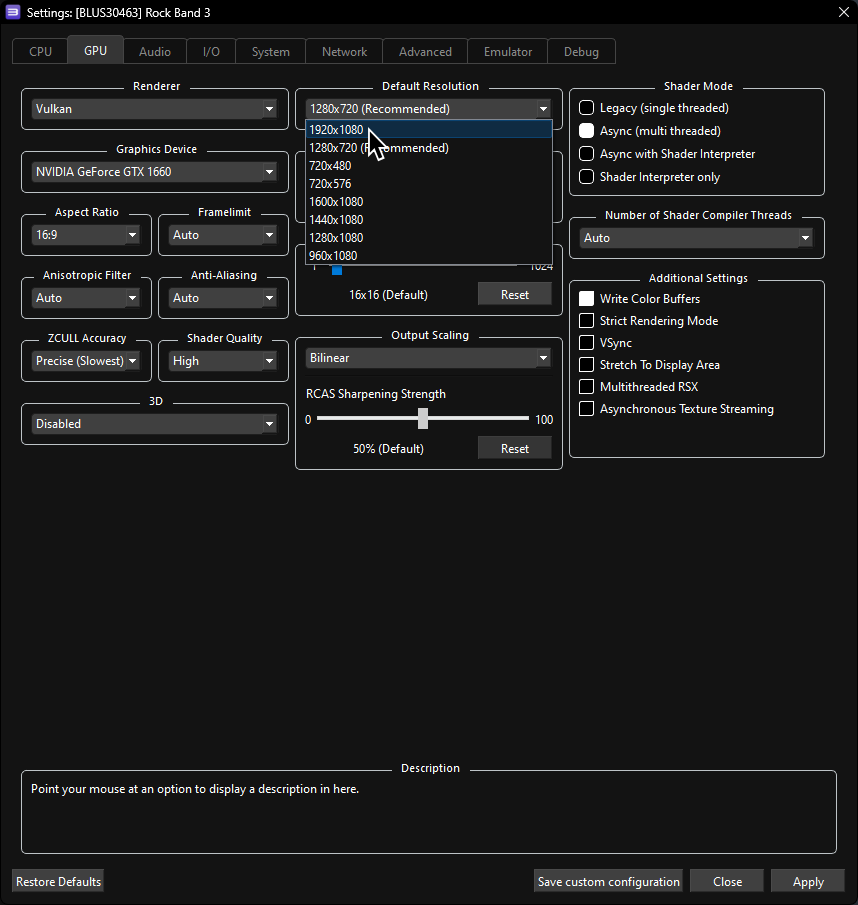 Settings: [BLUS30463] Rock Band 3
CPU GPU Audio I/O System Network Advanced Emulator Debug
Renderer
Vulkan
Graphics Device
NVIDIA GeForce GTX 1660
Aspect Ratio
16:9
Framelimit
Auto
Anisotropic Filter
Auto
Anti-Aliasing
Auto
ZCULL Accuracy
Precise (Slowest)
Shader Quality
High
3D
Disabled
Default Resolution
1280x720 (Recommended)
1920x1080
1280x720
720x480
720x576
1600x1080
1440x1080
1280x1080
960x1080
1 1024
16x16 (Default)
Reset
Output Scaling
Bilinear
RCAS Sharpening Strength
0 100
50% (Default)
Reset
Shader Mode
Legacy (single threaded)
Async (multi threaded)
Async with Shader Interpreter
Shader Interpreter only
Number of Shader Compiler Threads
Auto
Additional Settings
Write Color Buffers
Strict Rendering Mode
VSync
Stretch To Display Area
Multithreaded RSX
Asynchronous Texture Streaming
Description
Point your mouse at an option to display a description in here.
Restore Defaults Save custom configuration Close Apply